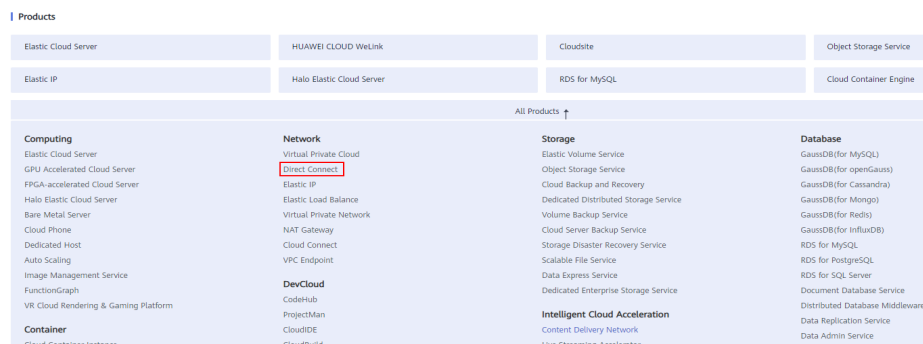 Products
Elastic Cloud Server
HUAWEI CLOUD WeLink
Cloudsite
Object Storage Service
Elastic IP
Halo Elastic Cloud Server
RDS for MySQL
Cloud Container Engine
All Products ↑
Computing
Elastic Cloud Server
GPU Accelerated Cloud Server
FPGA-accelerated Cloud Server
Halo Elastic Cloud Server
Bare Metal Server
Cloud Phone
Dedicated Host
Auto Scaling
Image Management Service
FunctionGraph
VR Cloud Rendering & Gaming Platform
Container
Cloud Container Instance
Network
Virtual Private Cloud
Direct Connect
Elastic IP
Elastic Load Balance
Virtual Private Network
NAT Gateway
Cloud Connect
VPC Endpoint
DevCloud
CodeHub
ProjectMan
CloudIDE
CloudBuild
Storage
Elastic Volume Service
Object Storage Service
Cloud Backup and Recovery
Dedicated Distributed Storage Service
Volume Backup Service
Cloud Server Backup Service
Storage Disaster Recovery Service
Scalable File Service
Data Express Service
Dedicated Enterprise Storage Service
Intelligent Cloud Acceleration
Content Delivery Network
Live Streaming Accelerator
Database
GaussDB(for MySQL)
GaussDB(for openGauss)
GaussDB(for Cassandra)
GaussDB(for Mongo)
GaussDB(for Redis)
GaussDB(for InfluxDB)
RDS for MySQL
RDS for PostgreSQL
RDS for SQL Server
Document Database Service
Distributed Database Middleware
Data Replication Service
Data Admin Service